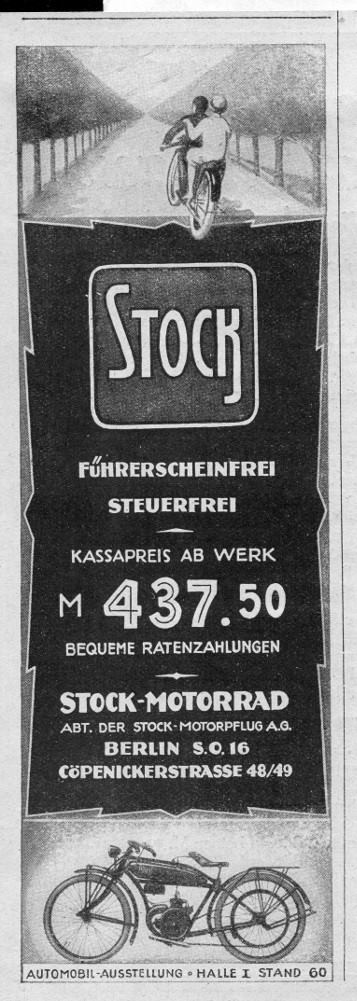 STOCK
FÜHRERSCHEINFREI
STEUERFREI
KASSAPREIS AB WERK
M 437.50
BEQUEME RATENZAHLUNGEN
STOCK-MOTORRAD
ABT. DER STOCK-MOTORPFLUG A.G.
BERLIN S.O. 16
CÖPENICKERSTRASSE 48/49
AUTOMOBIL-AUSSTELLUNG • HALLE I STAND 60